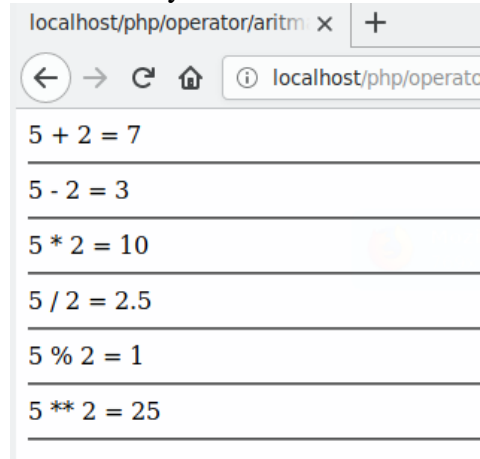 localhost/php/operator/aritm
localhost/php/operato
5 + 2 = 7
5 - 2 = 3
5 * 2 = 10
5 / 2 = 2.5
5 % 2 = 1
5 ** 2 = 25